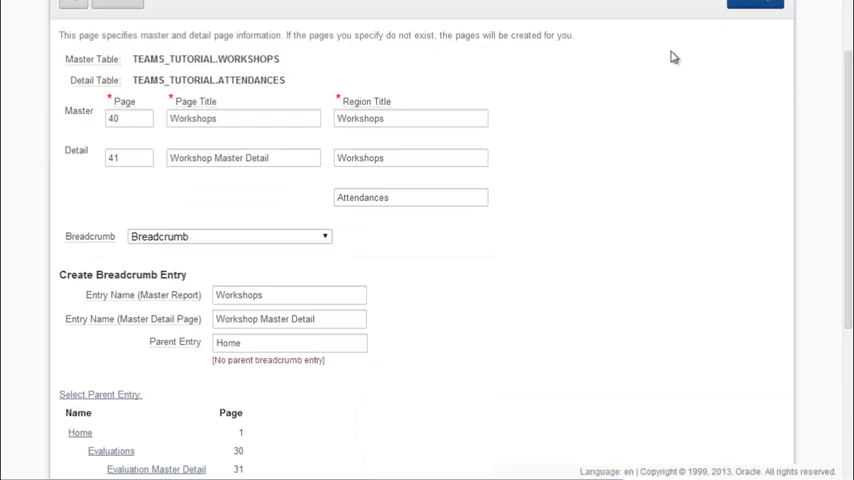 This page specifies master and detail page information. If the pages you specify do not exist, the pages will be created for you.
Master Table: TEAMS_TUTORIAL.WORKSHOPS
Detail Table: TEAMS_TUTORIAL.ATTENDANCES
* Page * Page Title * Region Title
Master 40 Workshops Workshops
Detail 41 Workshop Master Detail Workshops
Attendances
Breadcrumb Breadcrumb
Create Breadcrumb Entry
Entry Name (Master Report) Workshops
Entry Name (Master Detail Page) Workshop Master Detail
Parent Entry Home
[No parent breadcrumb entry]
Select Parent Entry:
Name Page
Home 1
Evaluations 30
Evaluation Master Detail 31
Language: en | Copyright © 1999, 2013, Oracle. All rights reserved.